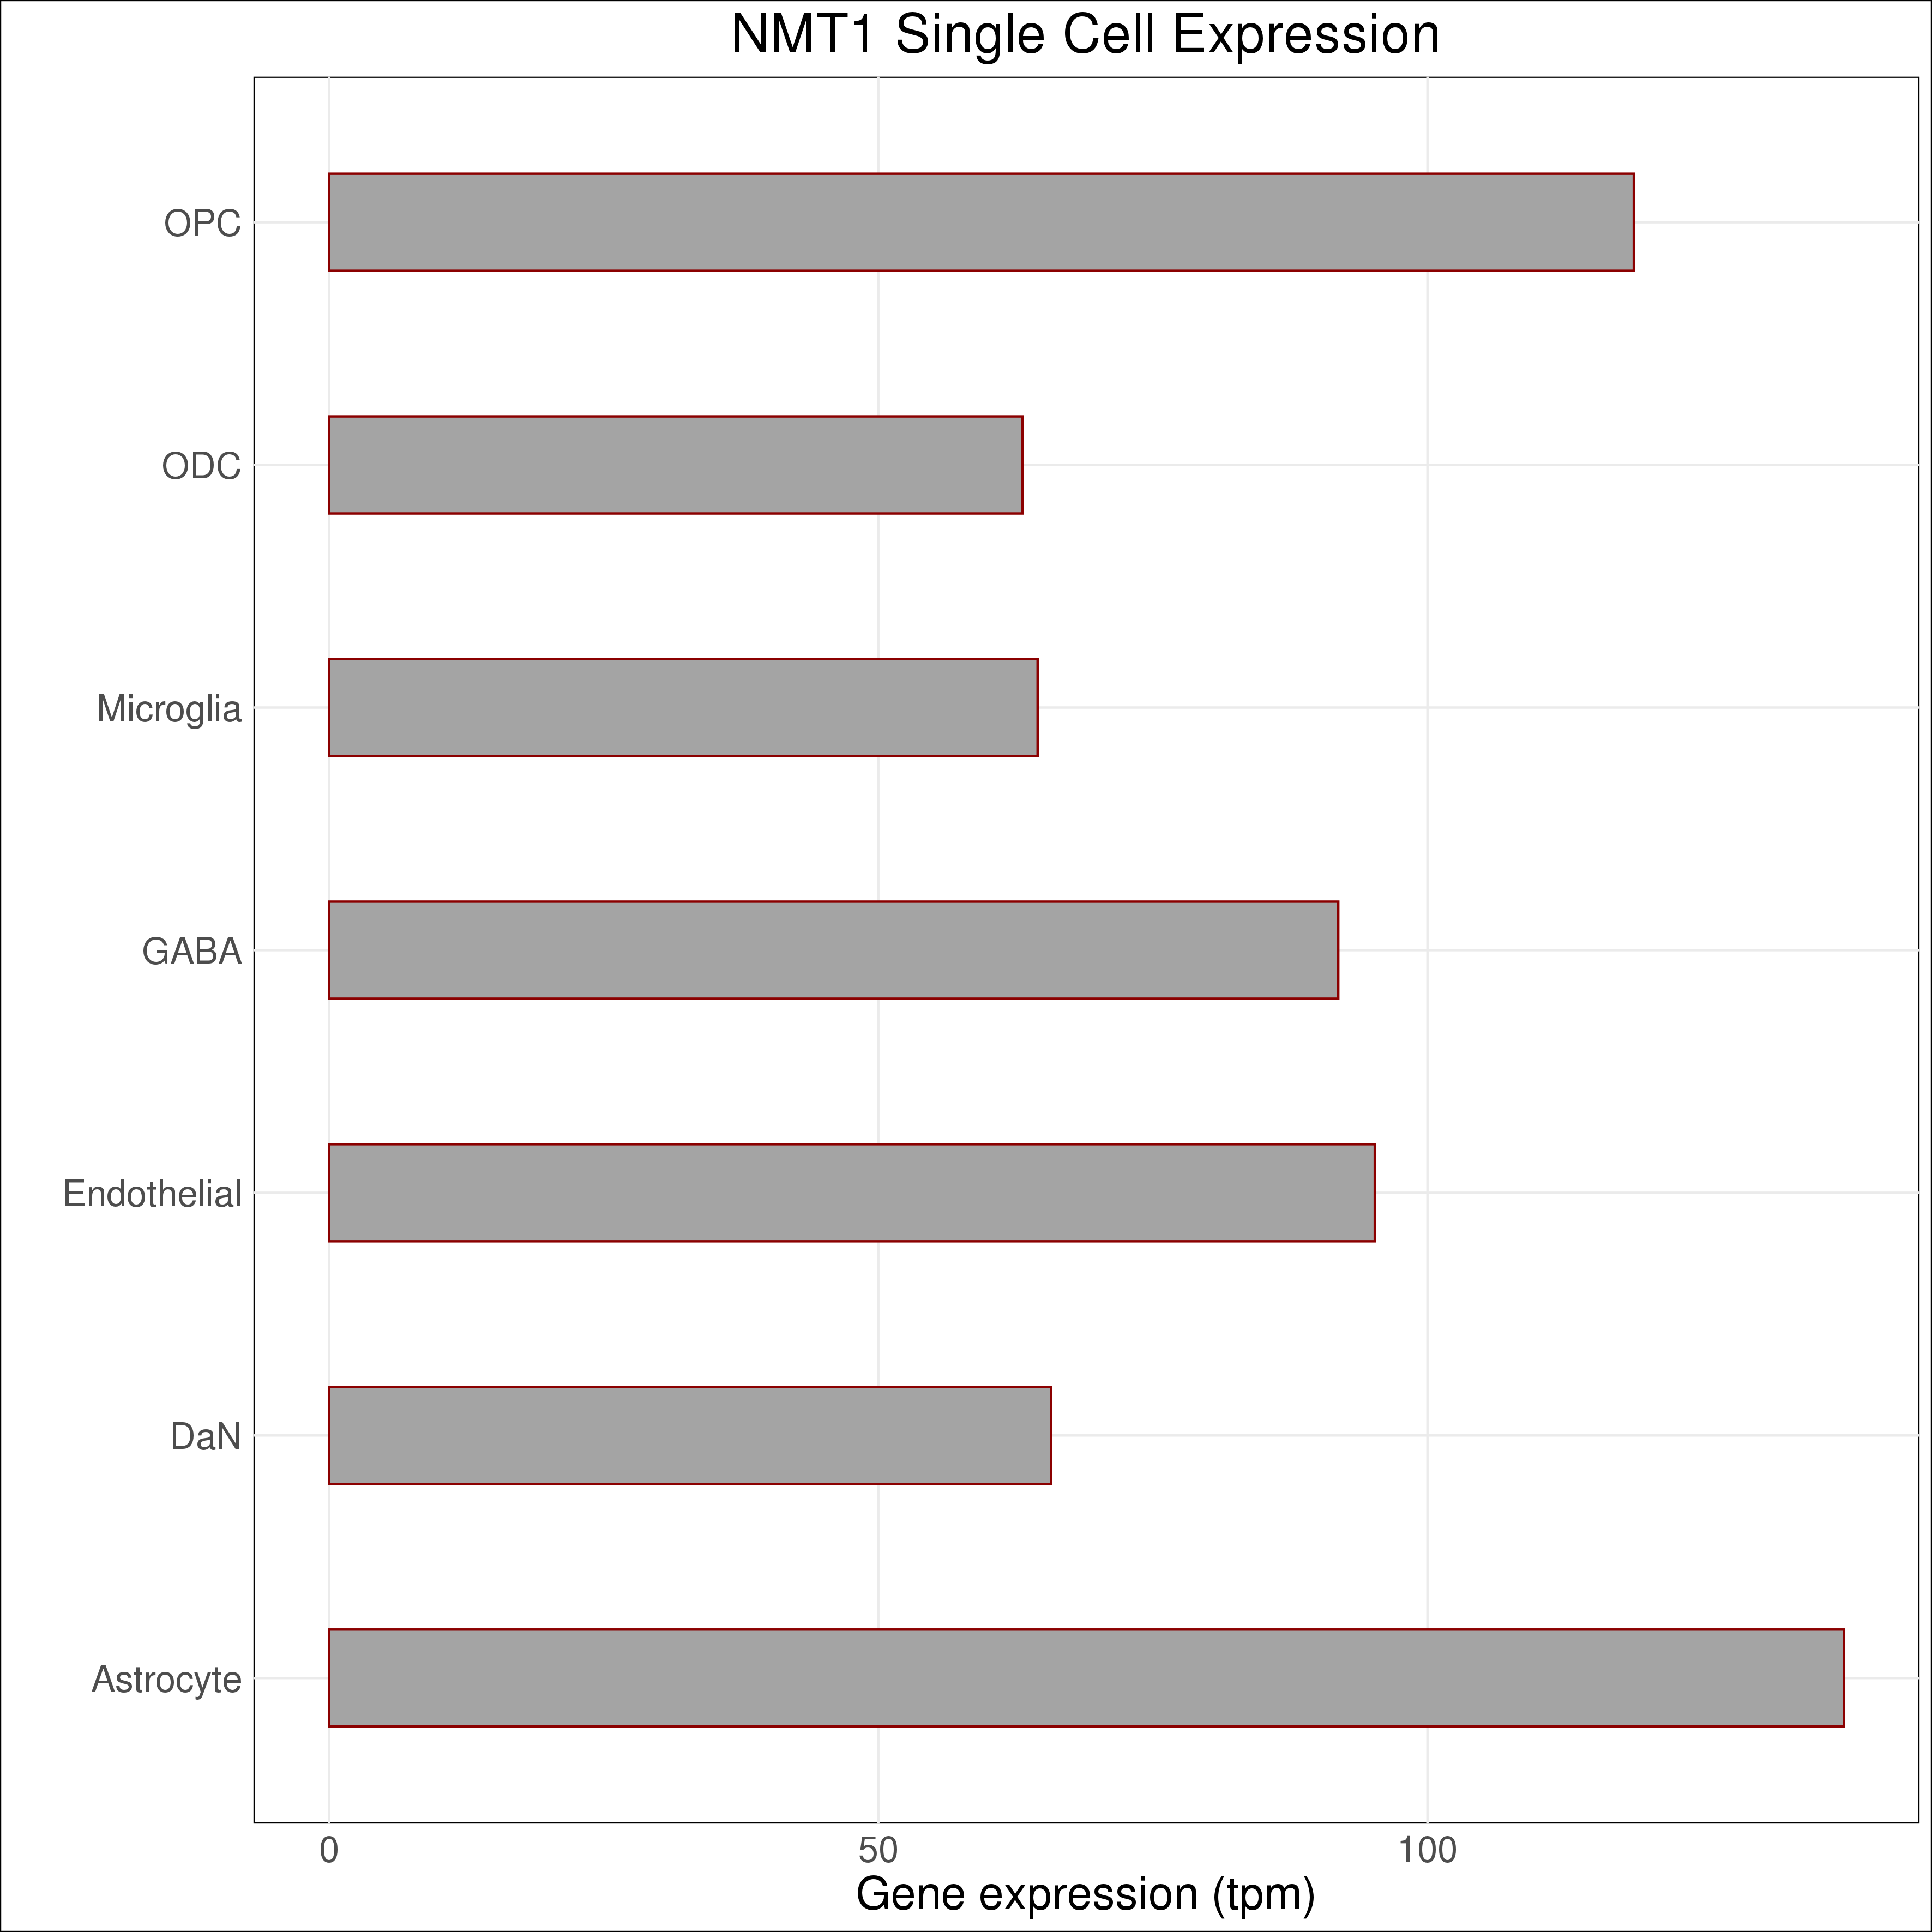 NMT1 Single Cell Expression
OPC
ODC
Microglia
GABA
Endothelial
DaN
Astrocyte
0 50 100
Gene expression (tpm)